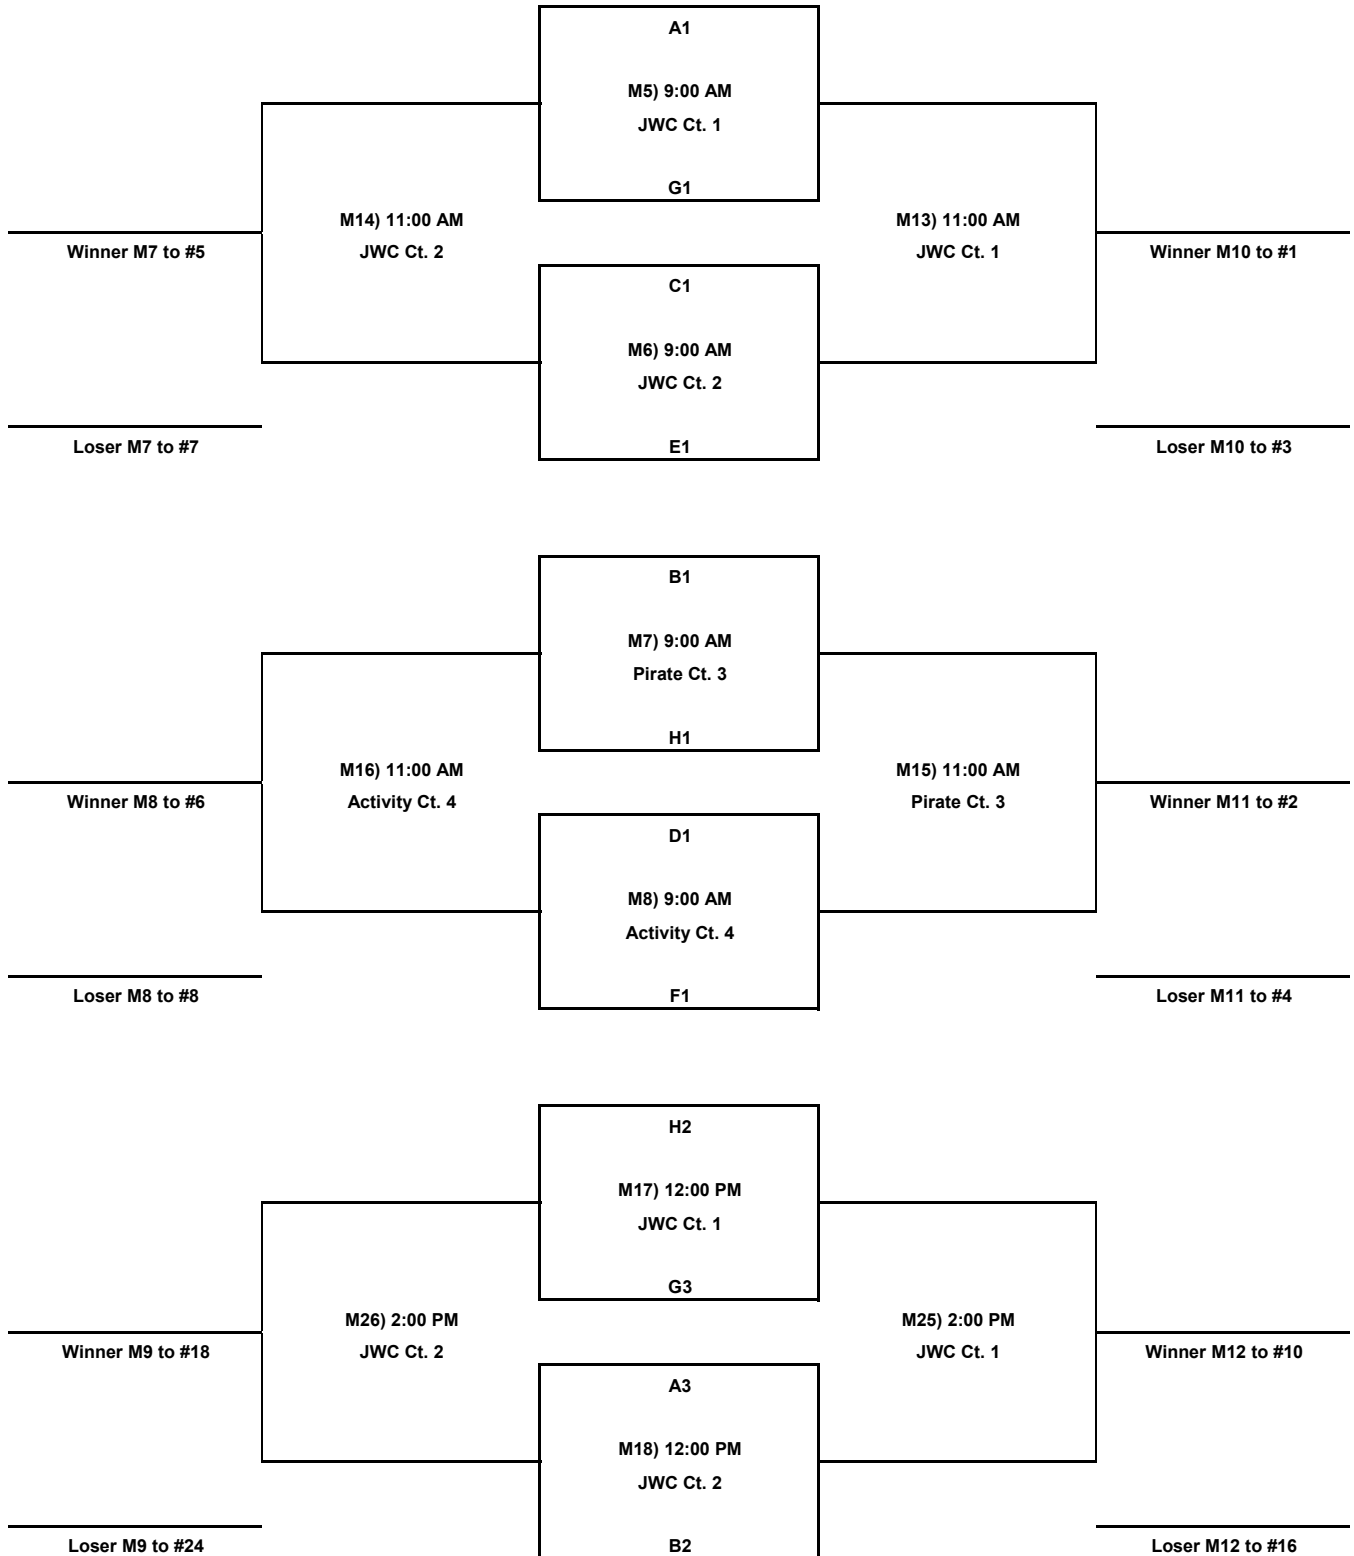 A1
M5) 9:00 AM
JWC Ct. 1
G1
M14) 11:00 AM
M13) 11:00 AM
Winner M7 to #5
JWC Ct. 2
JWC Ct. 1
Winner M10 to #1
C1
M6) 9:00 AM
JWC Ct. 2
Loser M7 to #7
E1
Loser M10 to #3
B1
M7) 9:00 AM
Pirate Ct. 3
H1
M16) 11:00 AM
M15) 11:00 AM
Winner M8 to #6
Activity Ct. 4
Pirate Ct. 3
Winner M11 to #2
D1
M8) 9:00 AM
Activity Ct. 4
Loser M8 to #8
F1
Loser M11 to #4
H2
M17) 12:00 PM
JWC Ct. 1
G3
M26) 2:00 PM
M25) 2:00 PM
Winner M9 to #18
JWC Ct. 2
JWC Ct. 1
Winner M12 to #10
A3
M18) 12:00 PM
JWC Ct. 2
Loser M9 to #24
B2
Loser M12 to #16